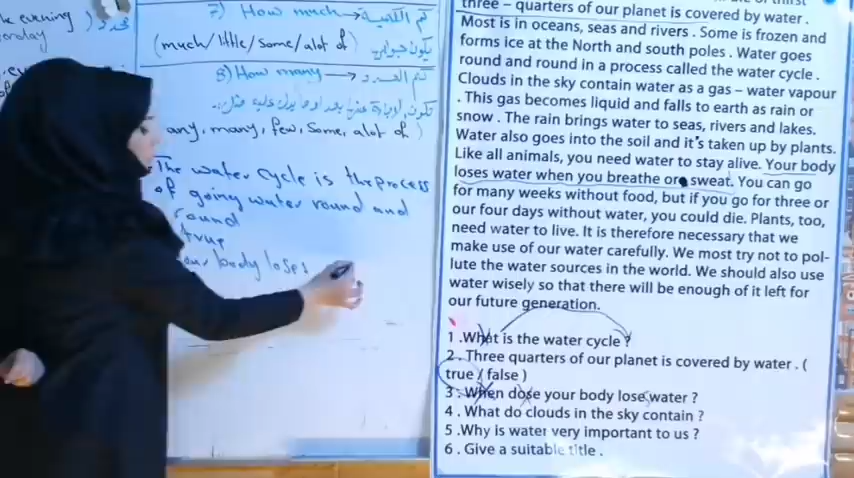 k evening
7) How much → تم الكمية
(much/little/some/alot of)
8) How many →
any, many, few, some, alot of )
The water cycle is the process
of going water round and
round
true
our body loses
three – quarters of our planet is covered by water .
Most is in oceans, seas and rivers . Some is frozen and
forms ice at the North and south poles . Water goes
round and round in a process called the water cycle .
Clouds in the sky contain water as a gas – water vapour
. This gas becomes liquid and falls to earth as rain or
snow . The rain brings water to seas, rivers and lakes.
Water also goes into the soil and it's taken up by plants.
Like all animals, you need water to stay alive. Your body
loses water when you breathe or sweat. You can go
for many weeks without food, but if you go for three or
our four days without water, you could die. Plants, too,
need water to live. It is therefore necessary that we
make use of our water carefully. We most try not to pol-
lute the water sources in the world. We should also use
water wisely so that there will be enough of it left for
our future generation.
1 .What is the water cycle ?
2 . Three quarters of our planet is covered by water . (
true / false )
3 . When dose your body lose water ?
4 . What do clouds in the sky contain ?
5 .Why is water very important to us ?
6 . Give a suitable title .